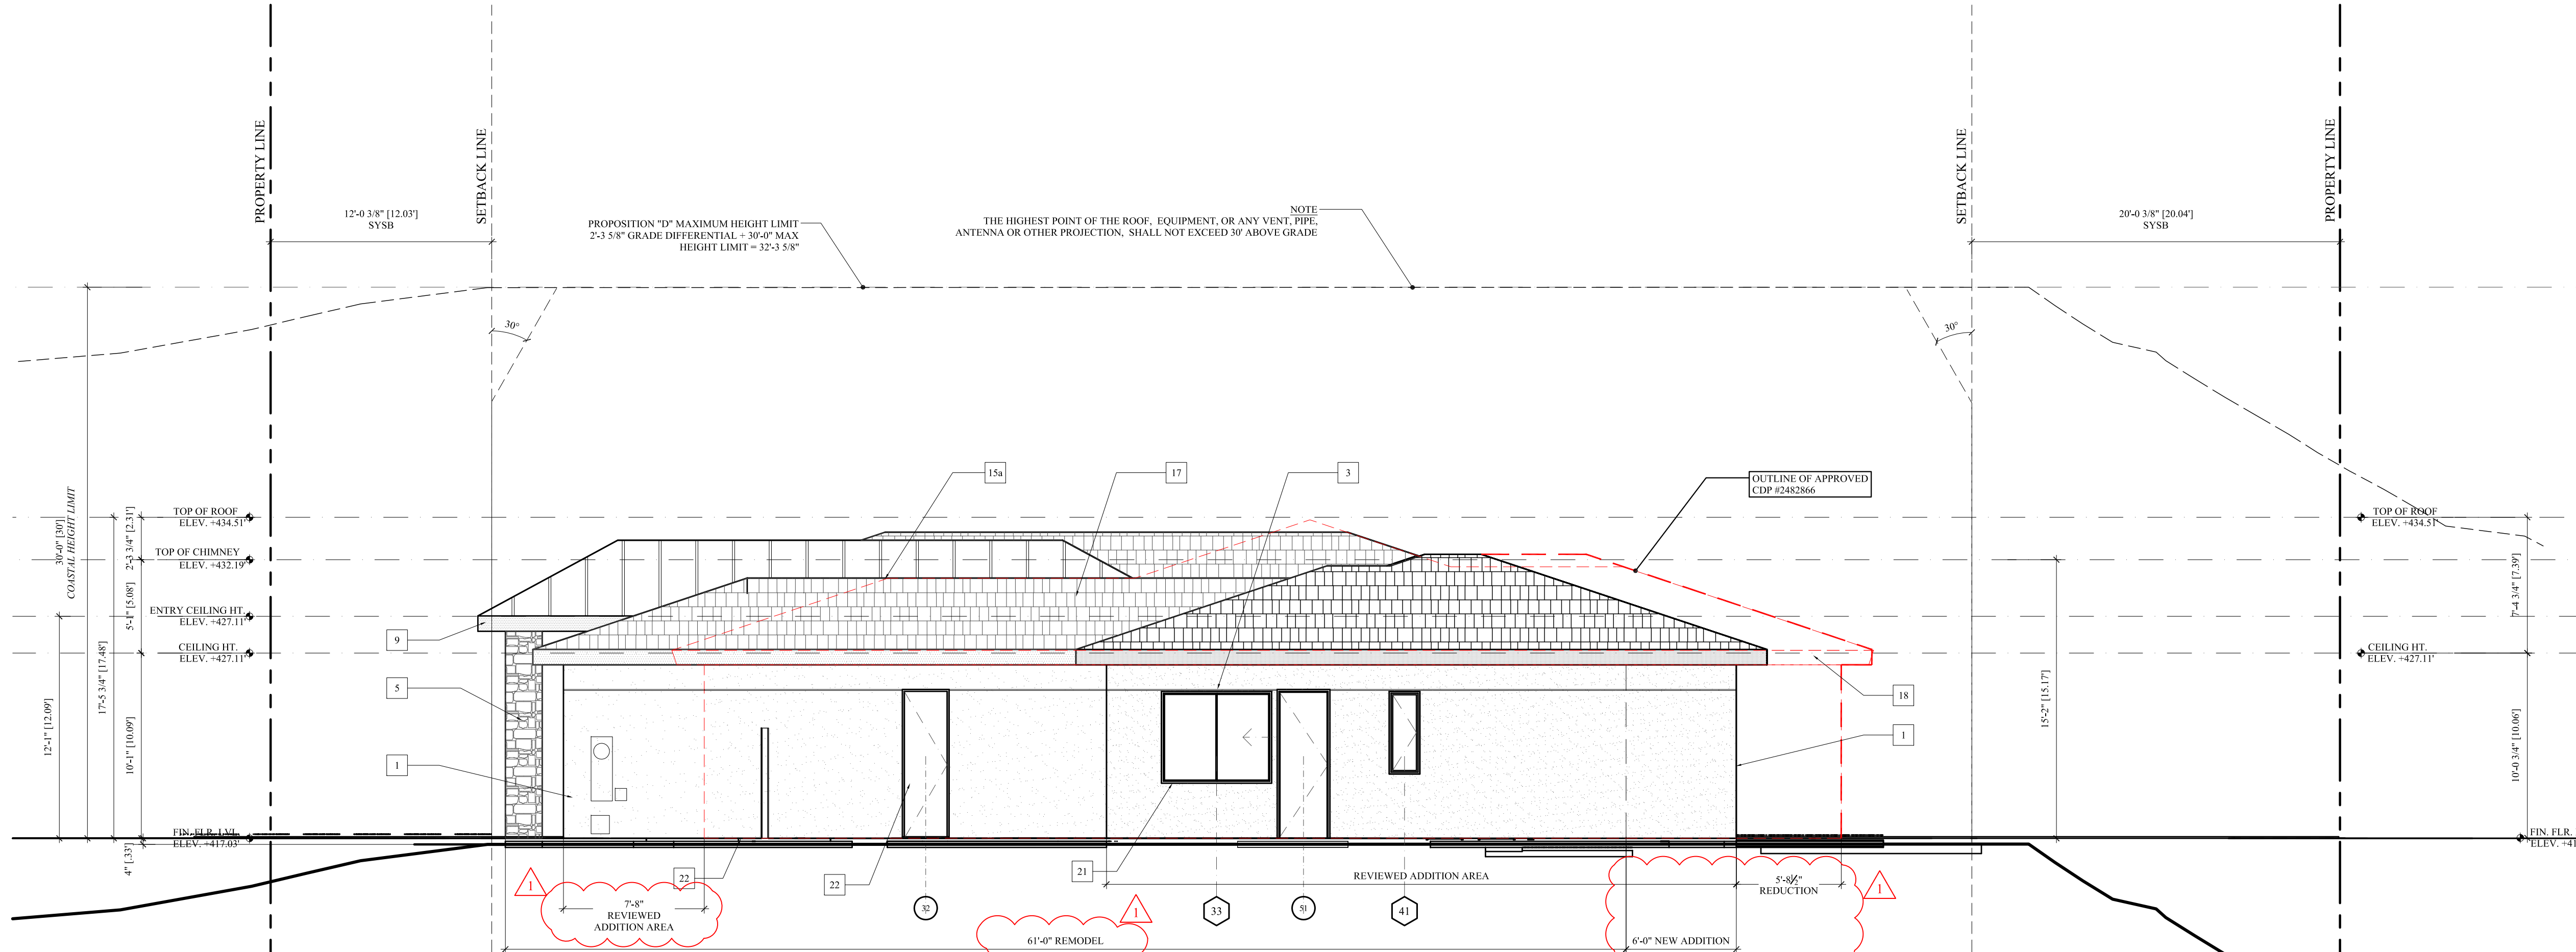 PROPERTY LINE
SETBACK LINE
SETBACK LINE
PROPERTY LINE
12'-0 3/8" [12.03']
SYSB
PROPOSITION "D" MAXIMUM HEIGHT LIMIT
2'-3 5/8" GRADE DIFFERENTIAL + 30'-0" MAX
HEIGHT LIMIT = 32'-3 5/8"
NOTE
THE HIGHEST POINT OF THE ROOF, EQUIPMENT, OR ANY VENT, PIPE,
ANTENNA OR OTHER PROJECTION, SHALL NOT EXCEED 30' ABOVE GRADE
20'-0 3/8" [20.04']
SYSB
30°
30°
15a
17
3
OUTLINE OF APPROVED
CDP #2482866
30'-0" [30']
COASTAL HEIGHT LIMIT
TOP OF ROOF
ELEV. +434.51'
TOP OF CHIMNEY
ELEV. +432.19'
ENTRY CEILING HT.
ELEV. +427.11'
CEILING HT.
ELEV. +427.11'
FIN. FLR. LVL.
ELEV. +417.03'
2'-3 3/4" [2.31']
5'-1" [5.08']
17'-5 3/4" [17.48']
12'-1" [12.09']
10'-1" [10.09']
4" [.33']
9
5
1
TOP OF ROOF
ELEV. +434.51'
CEILING HT.
ELEV. +427.11'
FIN. FLR.
ELEV. +41
7'-4 3/4" [7.39']
10'-0 3/4" [10.06']
15'-2" [15.17']
18
1
22
22
21
32
33
51
41
REVIEWED ADDITION AREA
1
7'-8"
REVIEWED
ADDITION AREA
1
61'-0" REMODEL
5'-8½"
REDUCTION
1
6'-0" NEW ADDITION